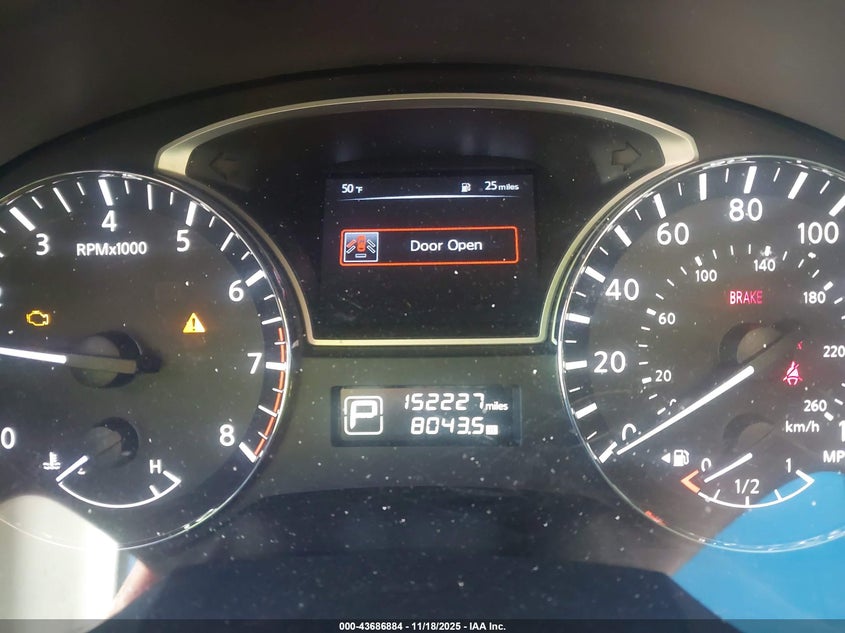 50 °F 25 miles
Door Open
3 4 5 6 7 8
RPMx1000
0
H
P
152227 miles
8043.5
0 20 40 60 80 100
20 60 100 140 180 220 260
km/h
BRAKE
0 1/2 1
000-43686884 - 11/18/2025 - IAA Inc.